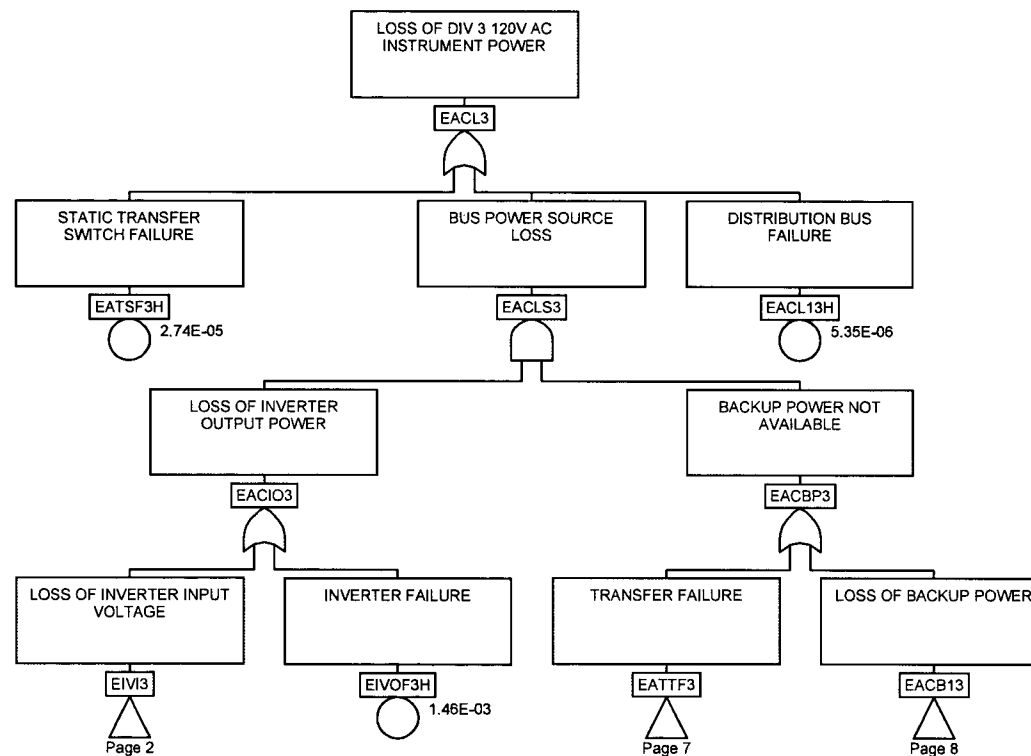 LOSS OF DIV 3 120V AC
INSTRUMENT POWER
EACL3
STATIC TRANSFER
SWITCH FAILURE
EATSF3H
2.74E-05
BUS POWER SOURCE
LOSS
EACLS3
DISTRIBUTION BUS
FAILURE
EACL13H
5.35E-06
LOSS OF INVERTER
OUTPUT POWER
EACIO3
BACKUP POWER NOT
AVAILABLE
EACBP3
LOSS OF INVERTER INPUT
VOLTAGE
EIVI3
Page 2
INVERTER FAILURE
EIVOF3H
1.46E-03
TRANSFER FAILURE
EATTF3
Page 7
LOSS OF BACKUP POWER
EACB13
Page 8